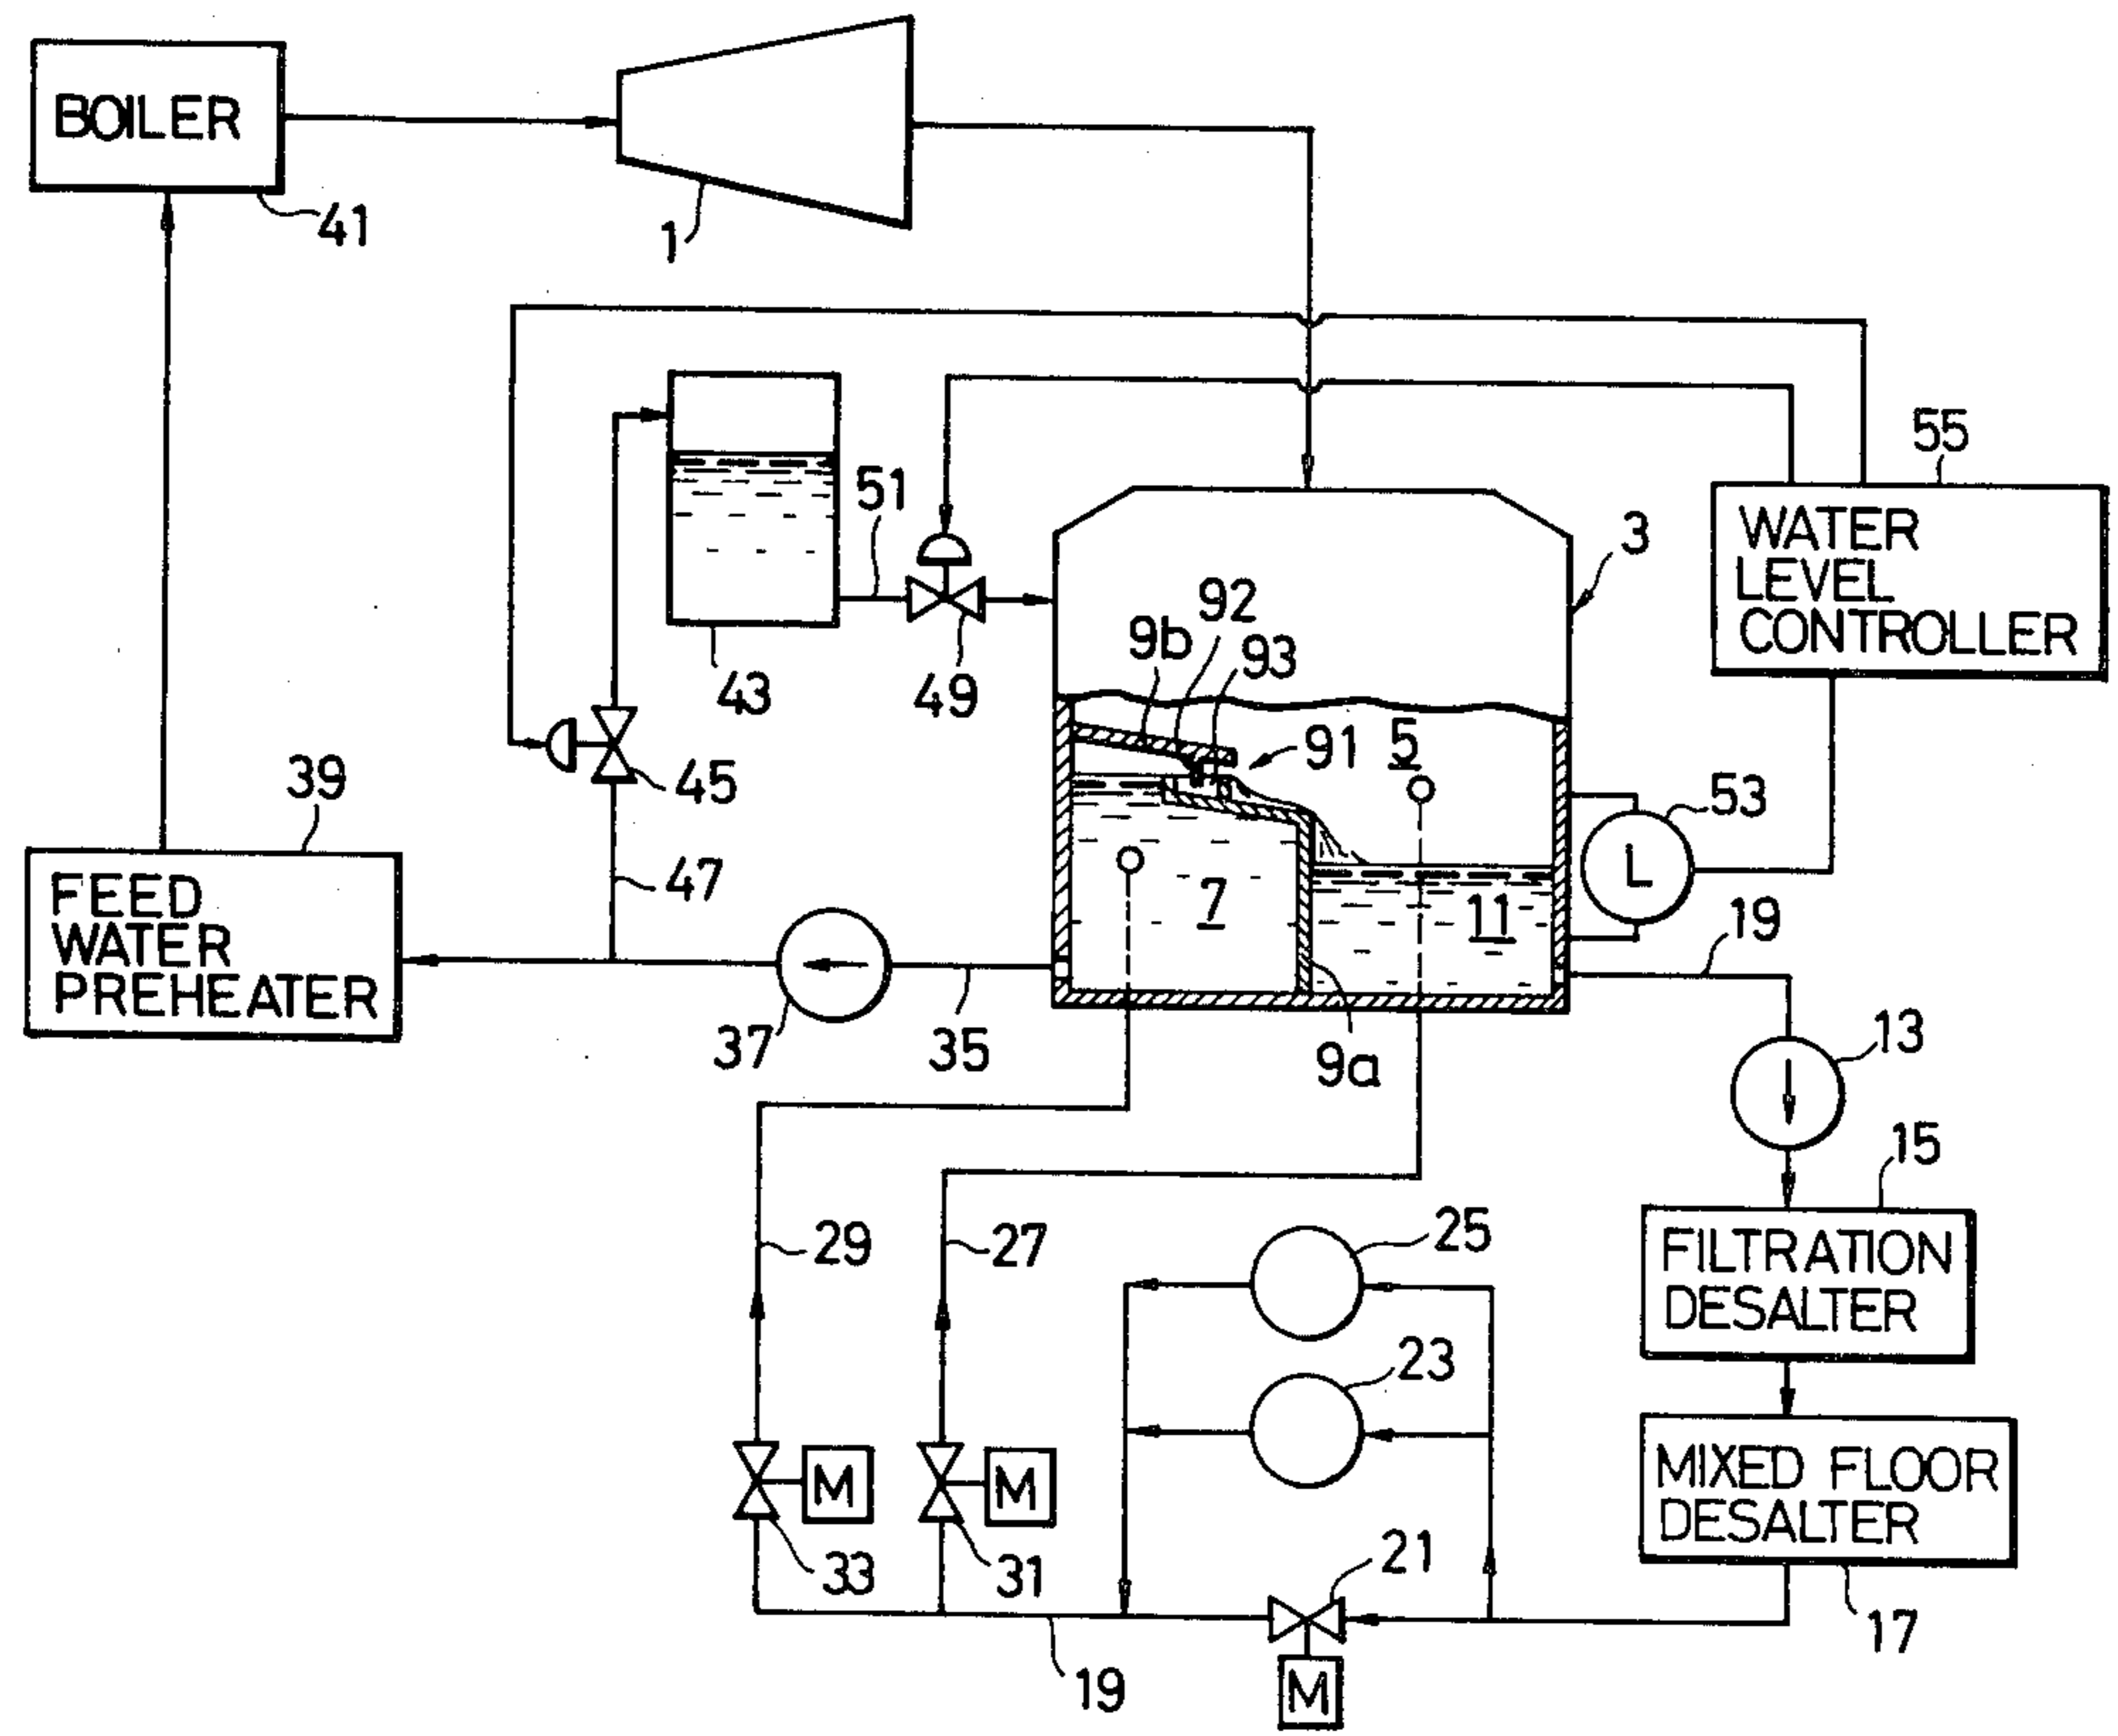 BOILER
41
1
55
WATER
LEVEL
CONTROLLER
3
51
92
9b
93
43
49
91
5
45
53
39
L
47
FEED
WATER
PREHEATER
7
11
19
37
35
9a
13
15
29
27
25
FILTRATION
DESALTER
23
M
M
MIXED FLOOR
DESALTER
33
31
21
17
19
M